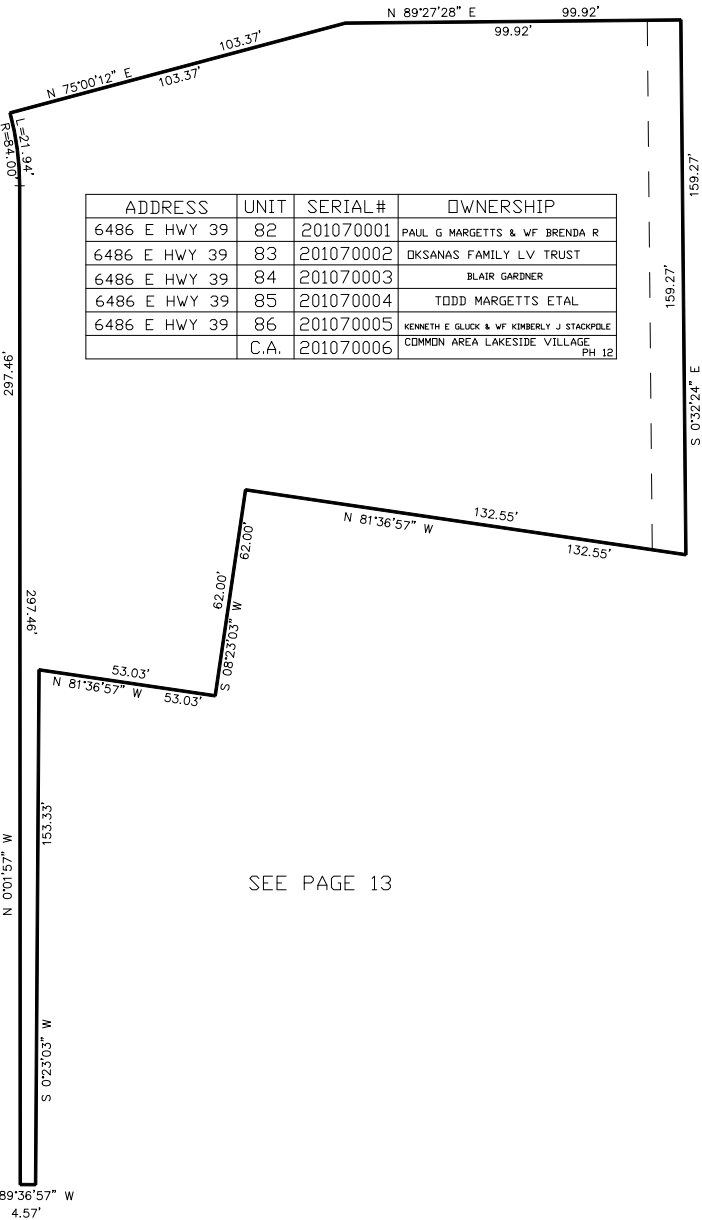 N 89°27'28" E 99.92'
99.92'
103.37'
N 75°00'12" E
103.37'
L=21.94'
R=84.00'
159.27'
159.27'
S 0°32'24" E
ADDRESS UNIT SERIAL# OWNERSHIP
6486 E HWY 39 82 201070001 PAUL G MARGETTS & WF BRENDA R
6486 E HWY 39 83 201070002 OKSANAS FAMILY LV TRUST
6486 E HWY 39 84 201070003 BLAIR GARDNER
6486 E HWY 39 85 201070004 TODD MARGETTS ETAL
6486 E HWY 39 86 201070005 KENNETH E GLUCK & WF KIMBERLY J STACKPOLE
C.A. 201070006 COMMON AREA LAKESIDE VILLAGE
PH 12
297.46'
N 81°36'57" W
132.55'
132.55'
62.00'
62.00'
S 08°23'03" W
297.46'
53.03'
N 81°36'57" W
53.03'
153.33'
N 0°01'57" W
SEE PAGE 13
S 0°23'03" W
89°36'57" W
4.57'